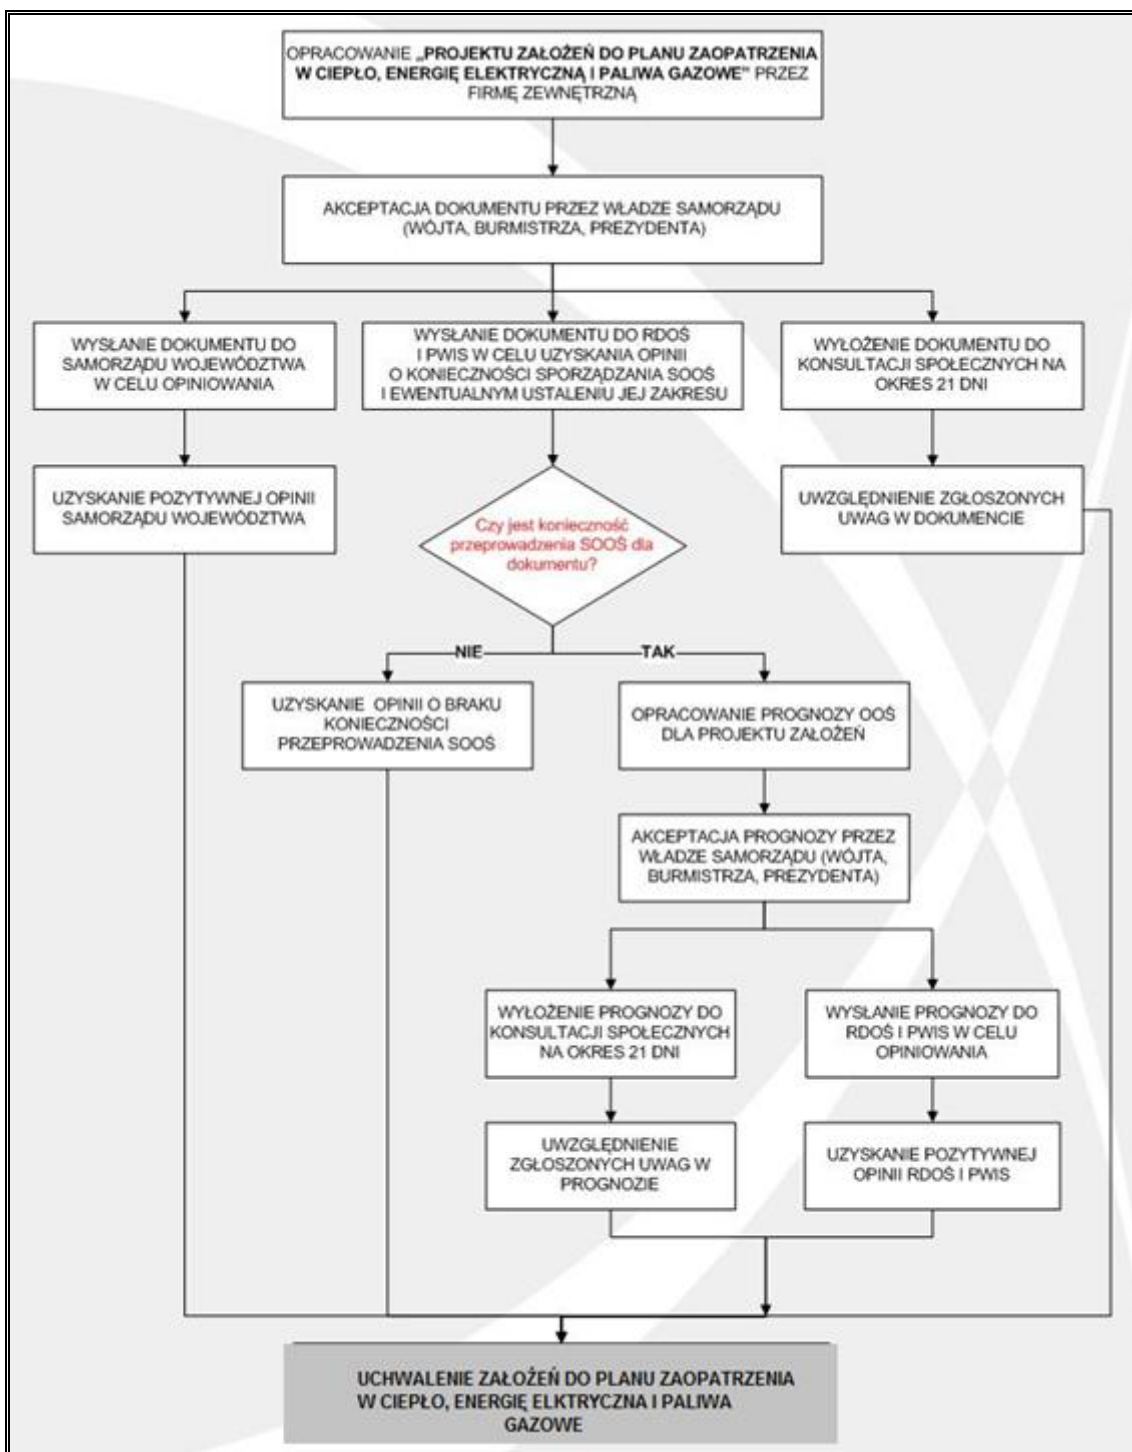 OPRACOWANIE „PROJEKTU ZAŁOŻEŃ DO PLANU ZAOPATRZENIA
W CIEPŁO, ENERGIĘ ELEKTRYCZNĄ I PALIWA GAZOWE” PRZEZ
FIRMĘ ZEWNĘTRZNĄ
AKCEPTACJA DOKUMENTU PRZEZ WŁADZE SAMORZĄDU
(WÓJTA, BURMISTRZA, PREZYDENTA)
WYSŁANIE DOKUMENTU DO
SAMORZĄDU WOJEWÓDZTWA
W CELU OPINIOWANIA
WYSŁANIE DOKUMENTU DO RDOŚ
I PWIS W CELU UZYSKANIA OPINII
O KONIECZNOŚCI SPORZĄDZANIA SOOŚ
I EWENTUALNYM USTALENIU JEJ ZAKRESU
WYŁOŻENIE DOKUMENTU DO
KONSULTACJI SPOŁECZNYCH NA
OKRES 21 DNI
UZYSKANIE POZYTYWNEJ OPINII
SAMORZĄDU WOJEWÓDZTWA
Czy jest konieczność
przeprowadzenia SOOŚ dla
dokumentu?
UWZGLĘDNIENIE ZGŁOSZONYCH
UWAG W DOKUMENCIE
NIE
TAK
UZYSKANIE OPINII O BRAKU
KONIECZNOŚCI
PRZEPROWADZENIA SOOŚ
OPRACOWANIE PROGNOZY OOŚ
DLA PROJEKTU ZAŁOŻEŃ
AKCEPTACJA PROGNOZY PRZEZ
WŁADZE SAMORZĄDU (WÓJTA,
BURMISTRZA, PREZYDENTA)
WYŁOŻENIE PROGNOZY DO
KONSULTACJI SPOŁECZNYCH
NA OKRES 21 DNI
WYSŁANIE PROGNOZY DO
RDOŚ I PWIS W CELU
OPINIOWANIA
UWZGLĘDNIENIE
ZGŁOSZONYCH UWAG W
PROGNOZIE
UZYSKANIE POZYTYWNEJ
OPINII RDOŚ I PWIS
UCHWALENIE ZAŁOŻEŃ DO PLANU ZAOPATRZENIA
W CIEPŁO, ENERGIĘ ELKTRYCZNA I PALIWA
GAZOWE